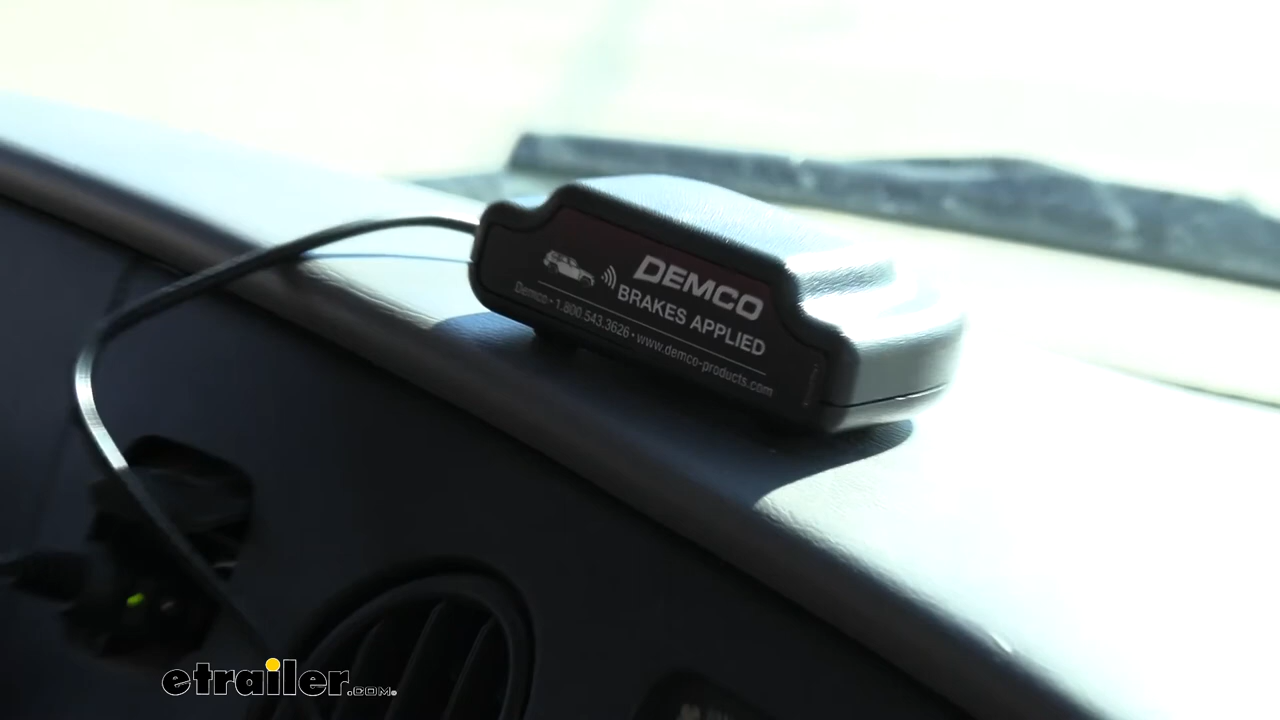 DEMCO
BRAKES APPLIED
Demco • 1.800.543.3626 • www.demco-products.com
etrailer.com.